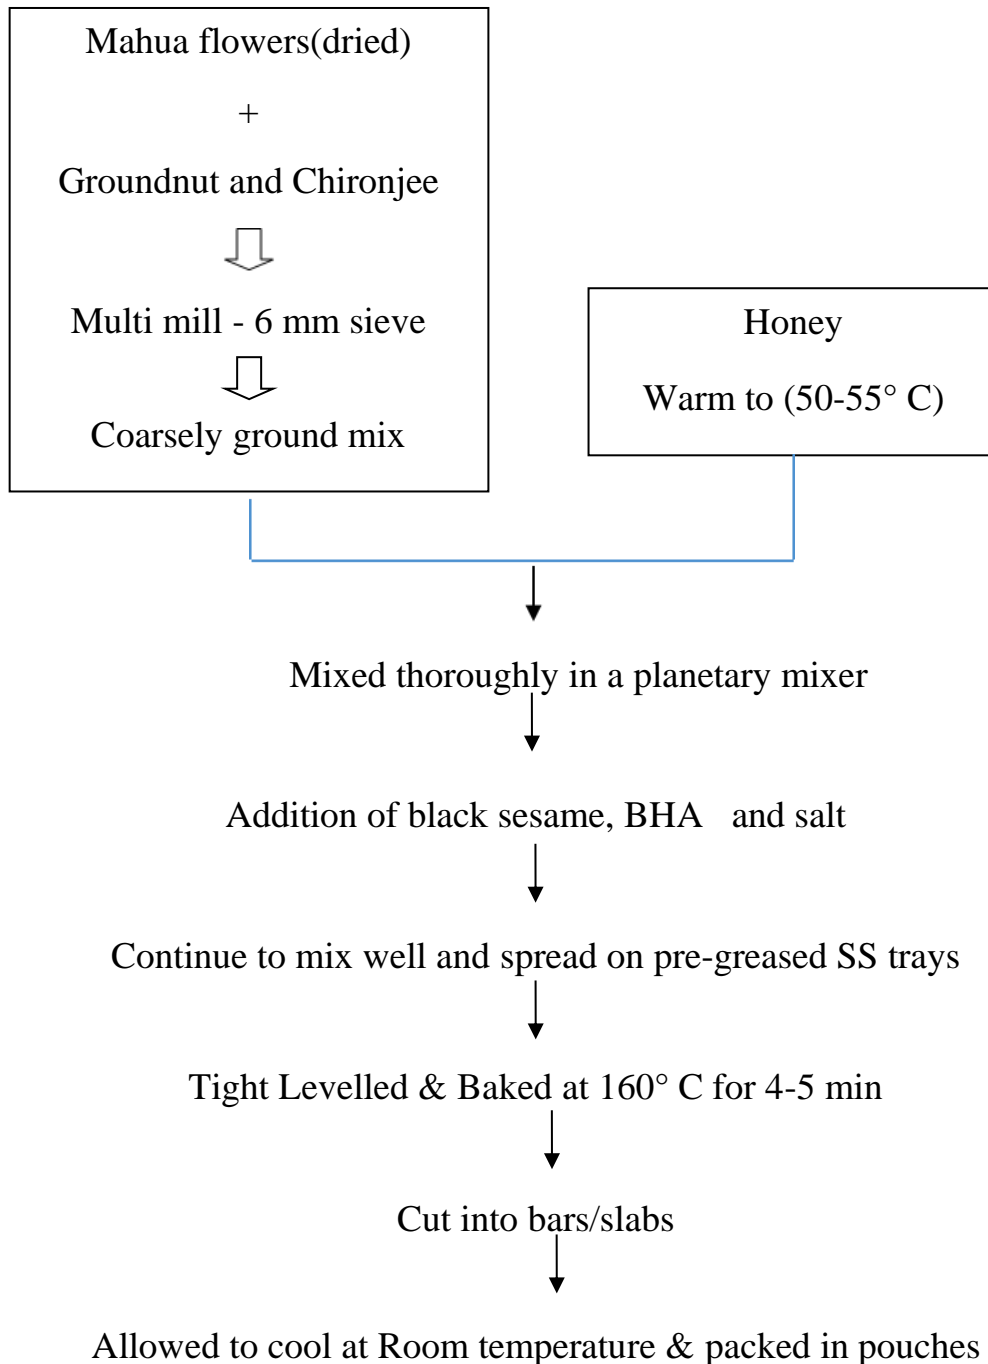 Mahua flowers(dried)
+
Groundnut and Chironjee
Multi mill - 6 mm sieve
Coarsely ground mix
Honey
Warm to (50-55° C)
Mixed thoroughly in a planetary mixer
Addition of black sesame, BHA and salt
Continue to mix well and spread on pre-greased SS trays
Tight Levelled & Baked at 160° C for 4-5 min
Cut into bars/slabs
Allowed to cool at Room temperature & packed in pouches